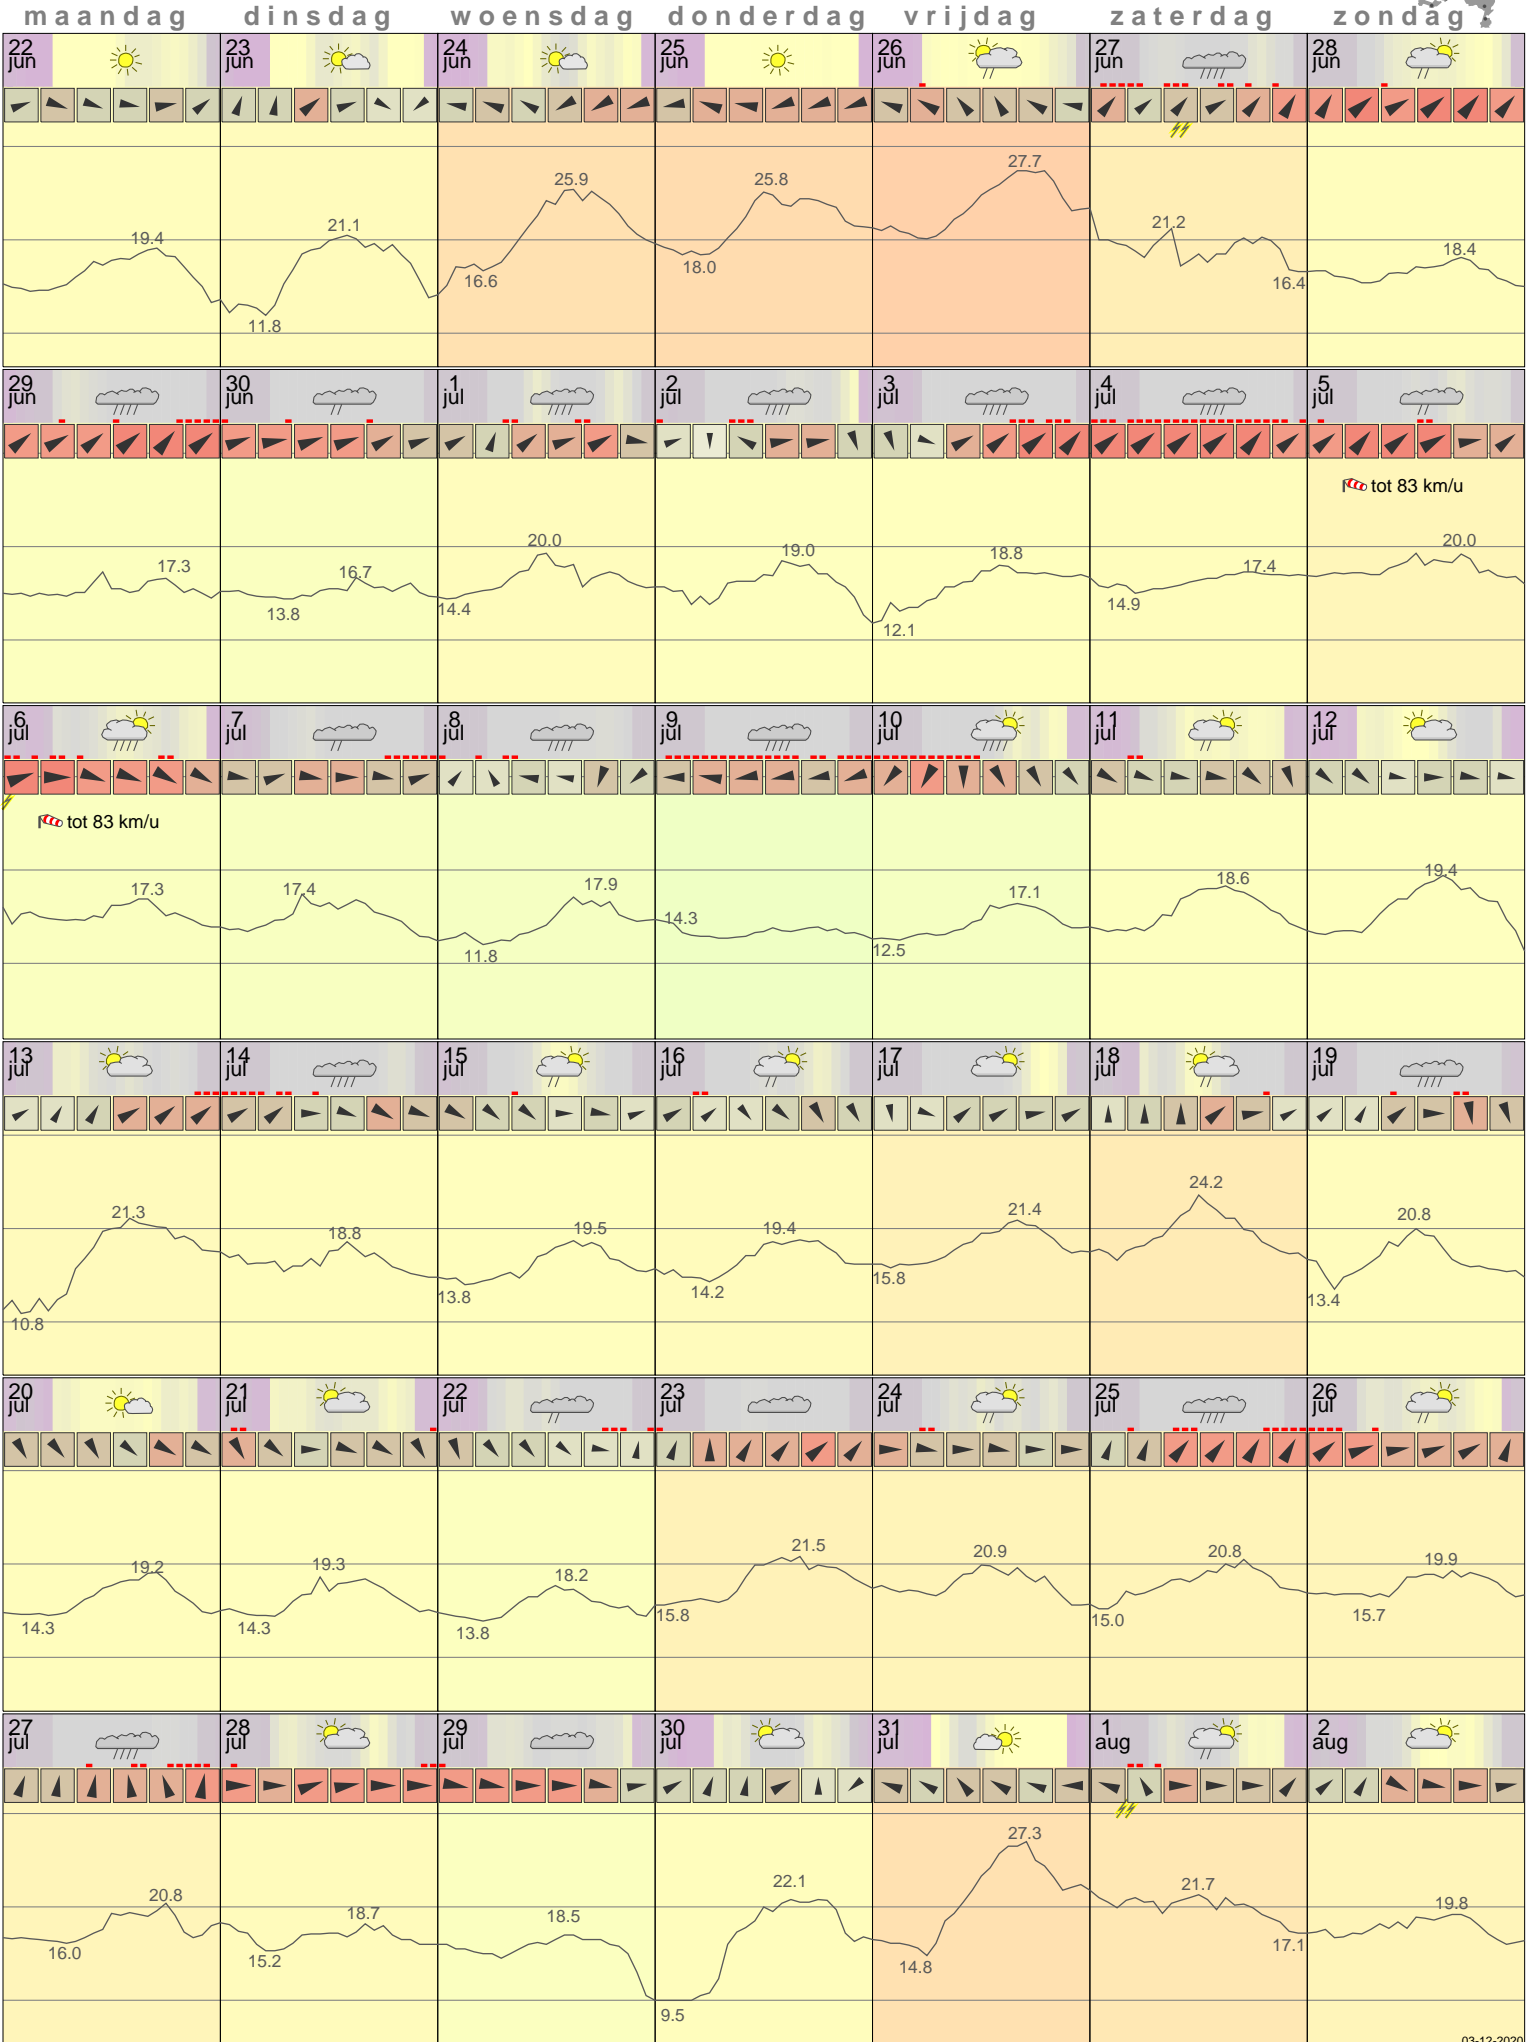 maandag dinsdag woensdag donderdag vrijdag zaterdag zondag
22 23 24 25 26 27 28
jun jun jun jun jun jun jun
27.7
25.9 25.8
21.1 21.2
19.4 18.4
16.6 18.0 16.4
11.8
29 30 1 2 3 4 5
jun jun jul jul jul jul jul
tot 83 km/u
20.0 19.0 18.8 20.0
17.3 16.7 17.4
13.8 14.4 12.1 14.9
6 7 8 9 10 11 12
jul jul jul jul jul jul jul
tot 83 km/u
17.3 17.4 17.9 17.1 18.6 19.4
14.3
11.8 12.5
13 14 15 16 17 18 19
jul jul jul jul jul jul jul
24.2
21.3 18.8 19.5 19.4 21.4 20.8
10.8 13.8 14.2 15.8 13.4
20 21 22 23 24 25 26
jul jul jul jul jul jul jul
19.2 19.3 18.2 21.5 20.9 20.8 19.9
14.3 14.3 13.8 15.8 15.0 15.7
27 28 29 30 31 1 2
jul jul jul jul jul aug aug
27.3
20.8 18.7 18.5 22.1 21.7 19.8
16.0 15.2 14.8 17.1
9.5
03-12-2020